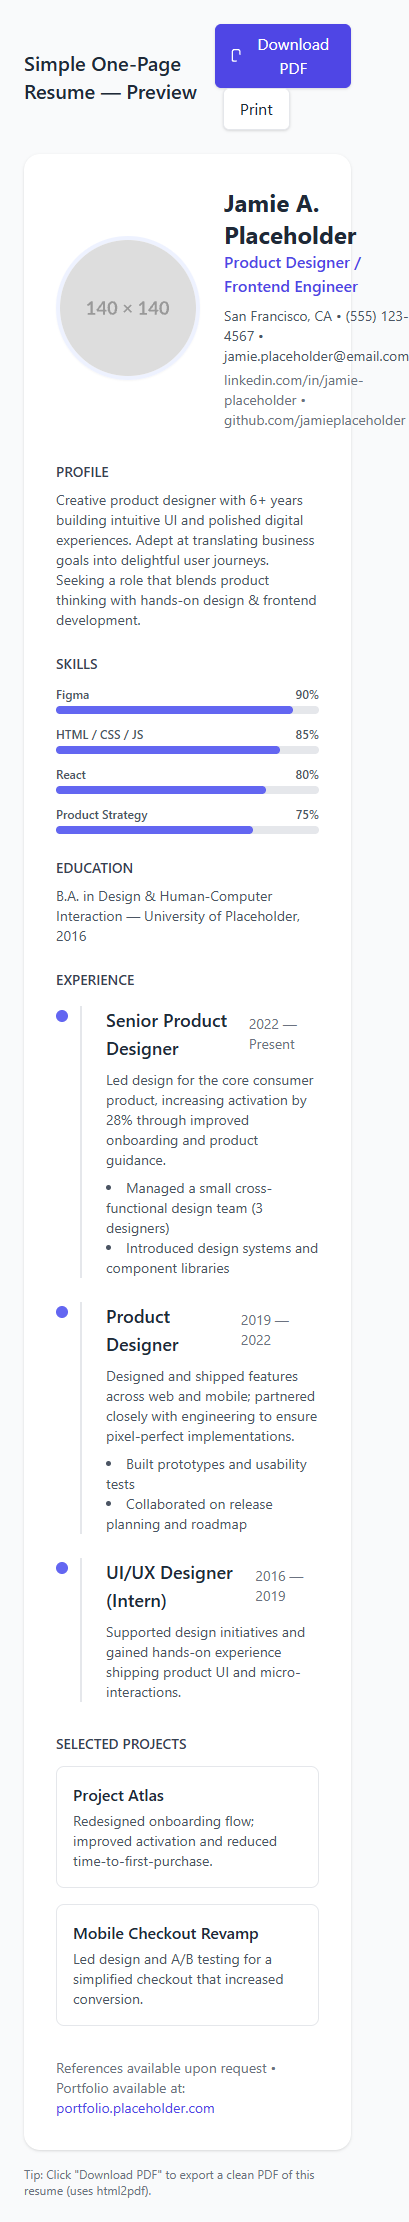 Simple One-Page
Resume — Preview
Download
PDF
Print
140 × 140
Jamie A.
Placeholder
Product Designer /
Frontend Engineer
San Francisco, CA • (555) 123-
4567 •
jamie.placeholder@email.com
linkedin.com/in/jamie-
placeholder •
github.com/jamieplaceholder
PROFILE
Creative product designer with 6+ years
building intuitive UI and polished digital
experiences. Adept at translating business
goals into delightful user journeys.
Seeking a role that blends product
thinking with hands-on design & frontend
development.
SKILLS
Figma 90%
HTML / CSS / JS 85%
React 80%
Product Strategy 75%
EDUCATION
B.A. in Design & Human-Computer
Interaction — University of Placeholder,
2016
EXPERIENCE
Senior Product
Designer
2022 —
Present
Led design for the core consumer
product, increasing activation by
28% through improved
onboarding and product
guidance.
• Managed a small cross-
functional design team (3
designers)
• Introduced design systems and
component libraries
Product
Designer
2019 —
2022
Designed and shipped features
across web and mobile; partnered
closely with engineering to ensure
pixel-perfect implementations.
• Built prototypes and usability
tests
• Collaborated on release
planning and roadmap
UI/UX Designer
(Intern)
2016 —
2019
Supported design initiatives and
gained hands-on experience
shipping product UI and micro-
interactions.
SELECTED PROJECTS
Project Atlas
Redesigned onboarding flow;
improved activation and reduced
time-to-first-purchase.
Mobile Checkout Revamp
Led design and A/B testing for a
simplified checkout that increased
conversion.
References available upon request •
Portfolio available at:
portfolio.placeholder.com
Tip: Click "Download PDF" to export a clean PDF of this
resume (uses html2pdf).